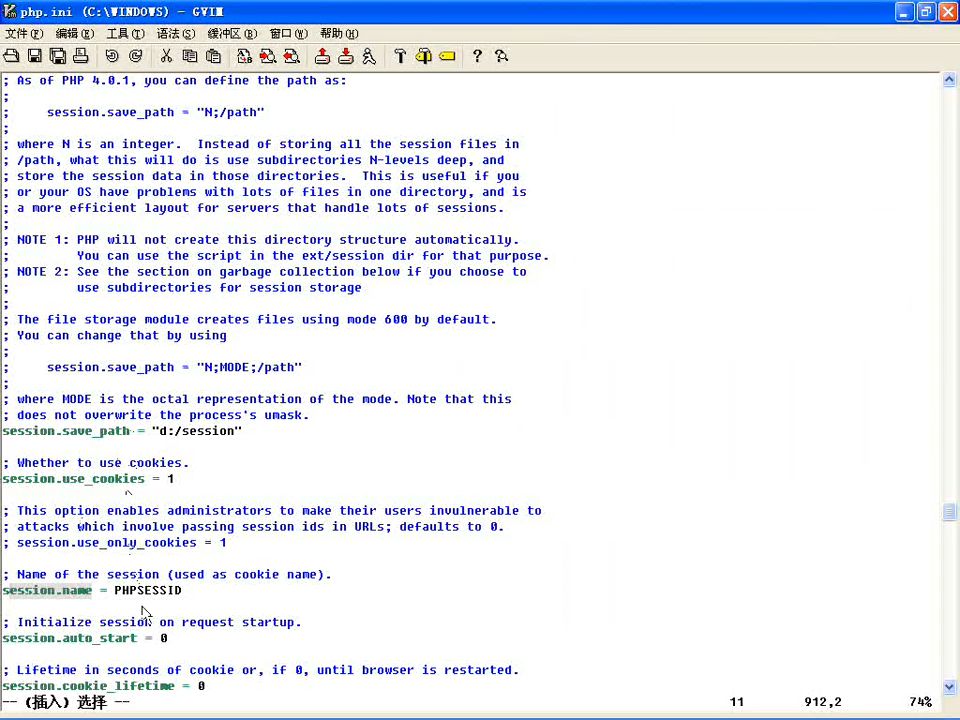 php.ini (C:\WINDOWS) - GVIM
文件(F) 编辑(E) 工具(T) 语法(S) 缓冲区(B) 窗口(W) 帮助(H)
; As of PHP 4.0.1, you can define the path as:
;
;     session.save_path = "N;/path"
;
; where N is an integer.  Instead of storing all the session files in
; /path, what this will do is use subdirectories N-levels deep, and
; store the session data in those directories.  This is useful if you
; or your OS have problems with lots of files in one directory, and is
; a more efficient layout for servers that handle lots of sessions.
;
; NOTE 1: PHP will not create this directory structure automatically.
;         You can use the script in the ext/session dir for that purpose.
; NOTE 2: See the section on garbage collection below if you choose to
;         use subdirectories for session storage
;
; The file storage module creates files using mode 600 by default.
; You can change that by using
;
;     session.save_path = "N;MODE;/path"
;
; where MODE is the octal representation of the mode. Note that this
; does not overwrite the process's umask.
session.save_path = "d:/session"
; Whether to use cookies.
session.use_cookies = 1
; This option enables administrators to make their users invulnerable to
; attacks which involve passing session ids in URLs; defaults to 0.
; session.use_only_cookies = 1
; Name of the session (used as cookie name).
session.name = PHPSESSID
; Initialize session on request startup.
session.auto_start = 0
; Lifetime in seconds of cookie or, if 0, until browser is restarted.
session.cookie_lifetime = 0
-- (插入) 选择 -- 11 912,2 74%